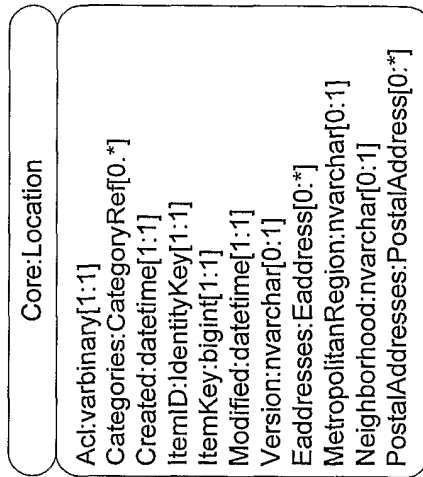 Core:Location
Acl:varbinary[1:1]
Categories:CategoryRef[0.*]
Created:datetime[1:1]
ItemID:IdentityKey[1:1]
ItemKey:bigint[1:1]
Modified:datetime[1:1]
Version:nvarchar[0:1]
Eaddresses:Eaddress[0:*]
MetropolitanRegion:nvarchar[0:1]
Neighborhood:nvarchar[0:1]
PostalAddresses:PostalAddress[0:*]